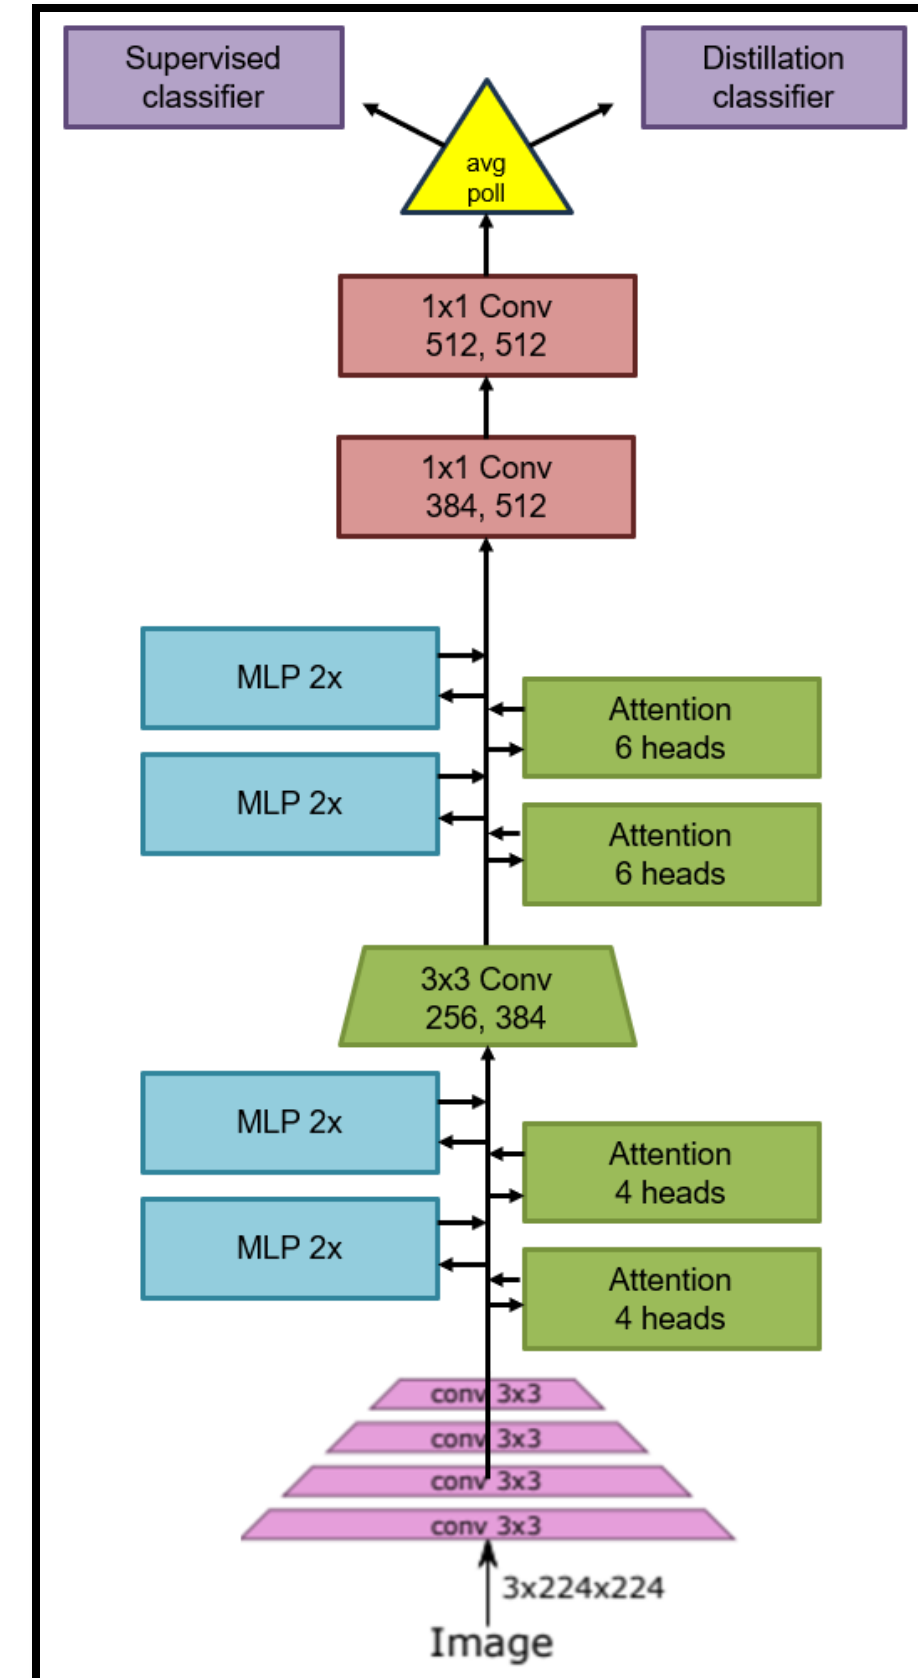 Supervised
classifier
Distillation
classifier
avg
poll
1x1 Conv
512, 512
1x1 Conv
384, 512
MLP 2x
Attention
6 heads
MLP 2x
Attention
6 heads
3x3 Conv
256, 384
MLP 2x
Attention
4 heads
MLP 2x
Attention
4 heads
conv 3x3
conv 3x3
conv 3x3
conv 3x3
3x224x224
Image